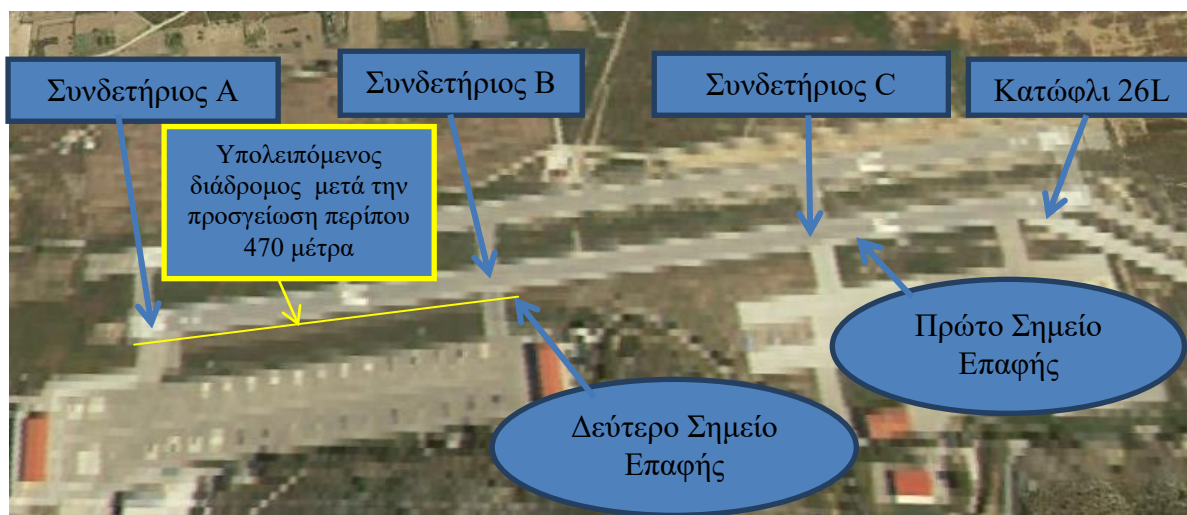 Συνδετήριος Α
Συνδετήριος Β
Συνδετήριος C
Κατώφλι 26L
Υπολειπόμενος
διάδρομος μετά την
προσγείωση περίπου
470 μέτρα
Πρώτο Σημείο
Επαφής
Δεύτερο Σημείο
Επαφής